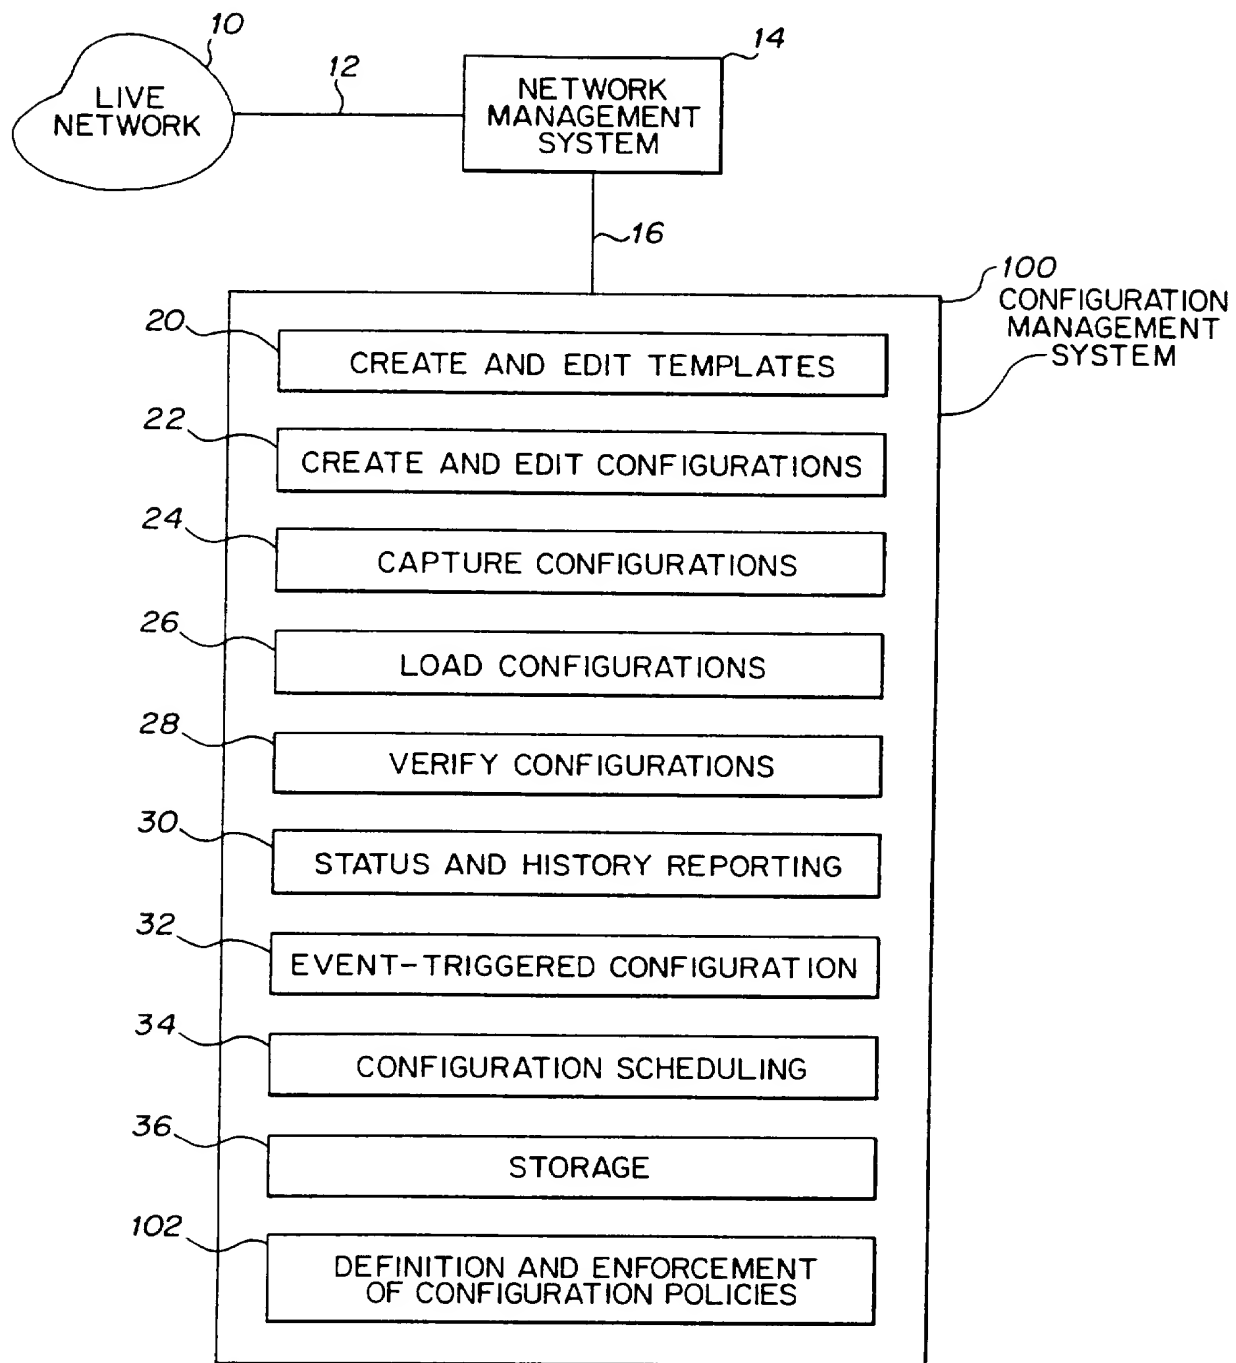 10
LIVE
NETWORK
12
14
NETWORK
MANAGEMENT
SYSTEM
16
100
CONFIGURATION
MANAGEMENT
SYSTEM
20
CREATE AND EDIT TEMPLATES
22
CREATE AND EDIT CONFIGURATIONS
24
CAPTURE CONFIGURATIONS
26
LOAD CONFIGURATIONS
28
VERIFY CONFIGURATIONS
30
STATUS AND HISTORY REPORTING
32
EVENT-TRIGGERED CONFIGURATION
34
CONFIGURATION SCHEDULING
36
STORAGE
102
DEFINITION AND ENFORCEMENT
OF CONFIGURATION POLICIES